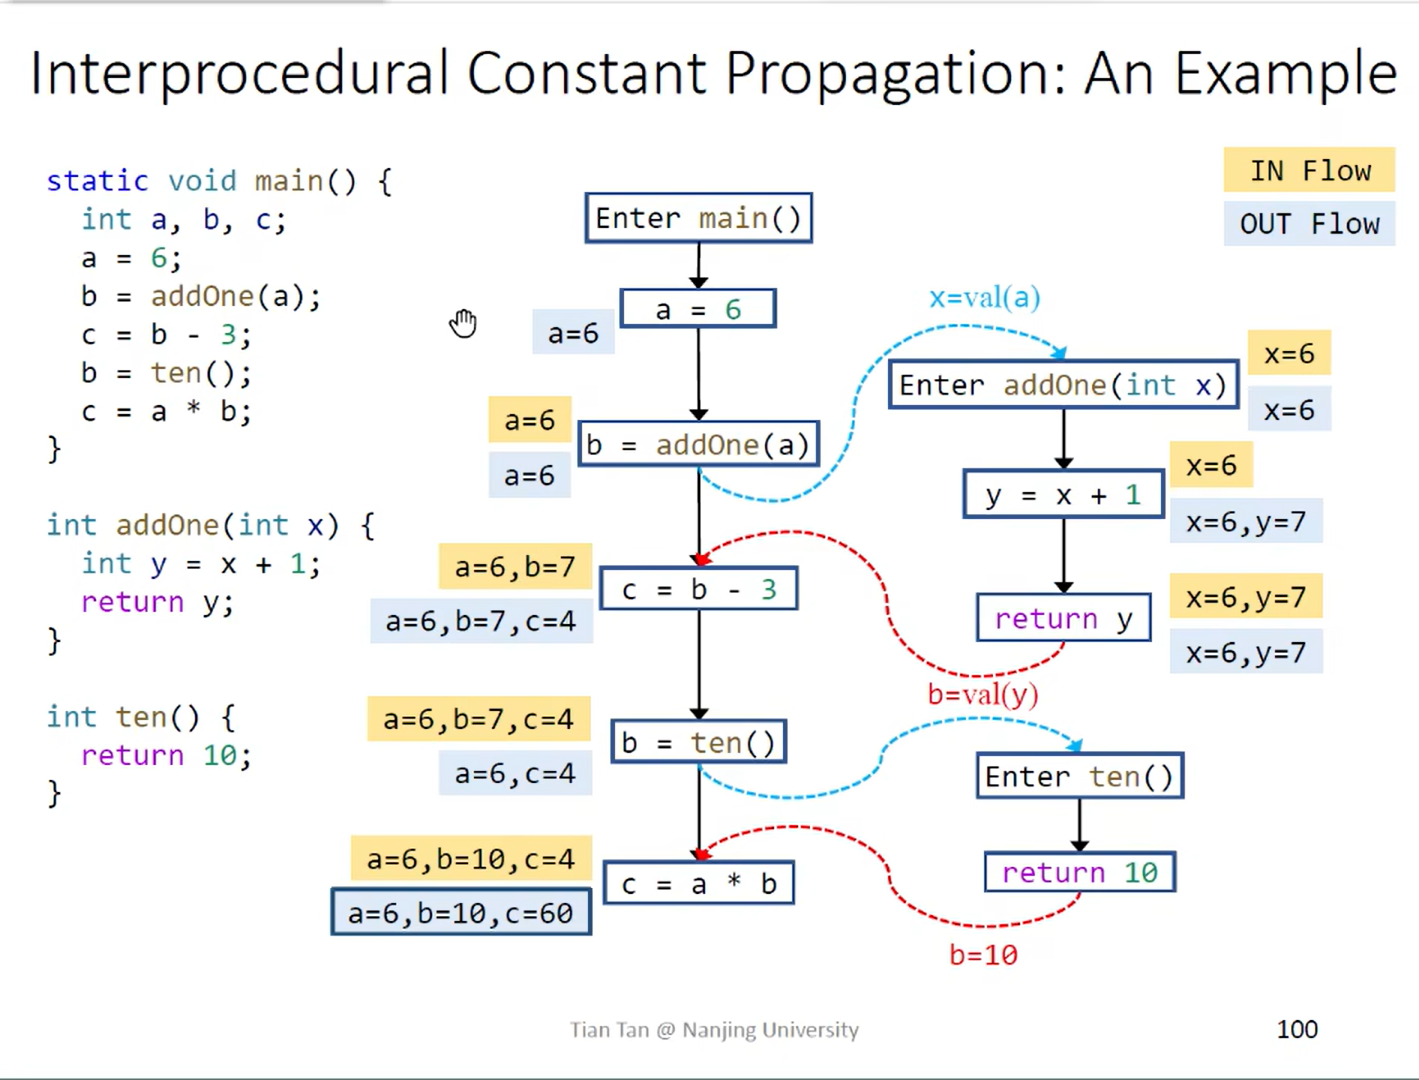 Interprocedural Constant Propagation: An Example
static void main() {
int a, b, c;
a = 6;
b = addOne(a);
c = b - 3;
b = ten();
c = a * b;
}
int addOne(int x) {
int y = x + 1;
return y;
}
int ten() {
return 10;
}
IN Flow
OUT Flow
Enter main()
a = 6
a=6
a=6
b = addOne(a)
a=6
a=6,b=7
c = b - 3
a=6,b=7,c=4
a=6,b=7,c=4
b = ten()
a=6,c=4
a=6,b=10,c=4
c = a * b
a=6,b=10,c=60
x=val(a)
Enter addOne(int x)
x=6
x=6
y = x + 1
x=6
x=6,y=7
return y
x=6,y=7
x=6,y=7
b=val(y)
Enter ten()
return 10
b=10
Tian Tan @ Nanjing University
100